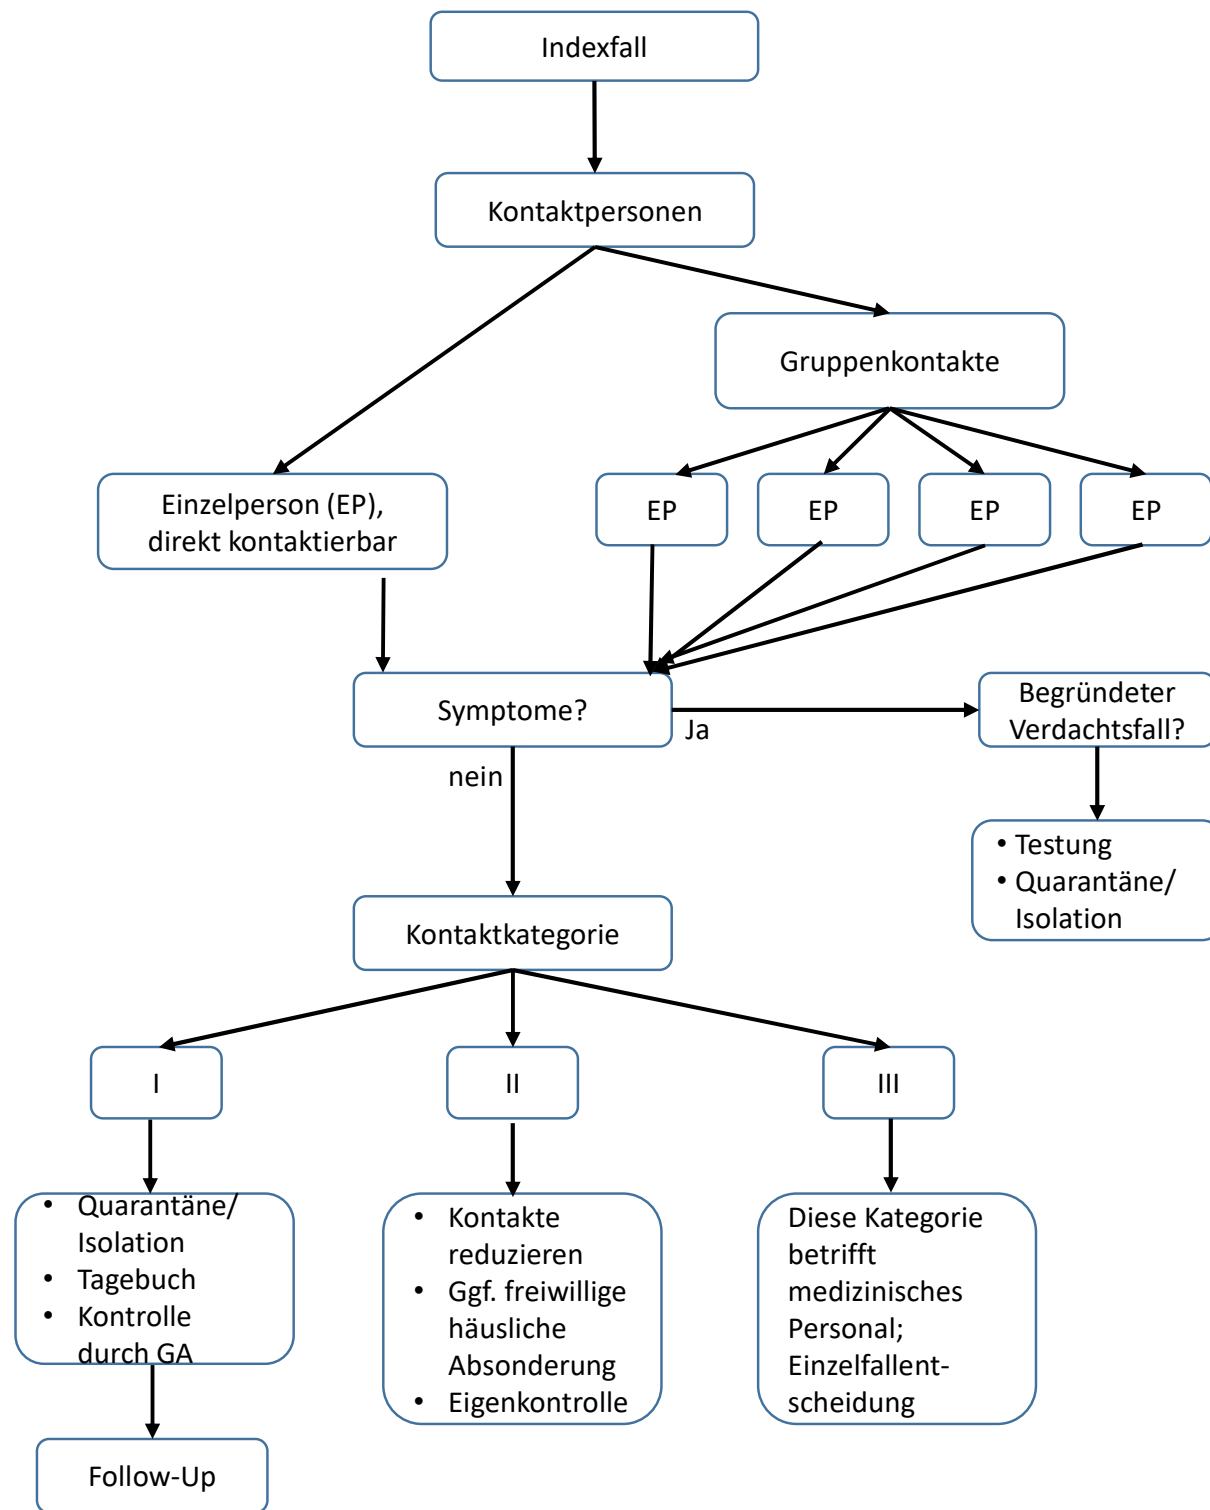 Indexfall
Kontaktpersonen
Gruppenkontakte
Einzelperson (EP),
direkt kontaktierbar
EP
EP
EP
EP
Symptome?
Ja
nein
Begründeter
Verdachtsfall?
• Testung
• Quarantäne/
Isolation
Kontaktkategorie
I
II
III
• Quarantäne/
Isolation
• Tagebuch
• Kontrolle
durch GA
• Kontakte
reduzieren
• Ggf. freiwillige
häusliche
Absonderung
• Eigenkontrolle
Diese Kategorie
betrifft
medizinisches
Personal;
Einzelfallent-
scheidung
Follow-Up